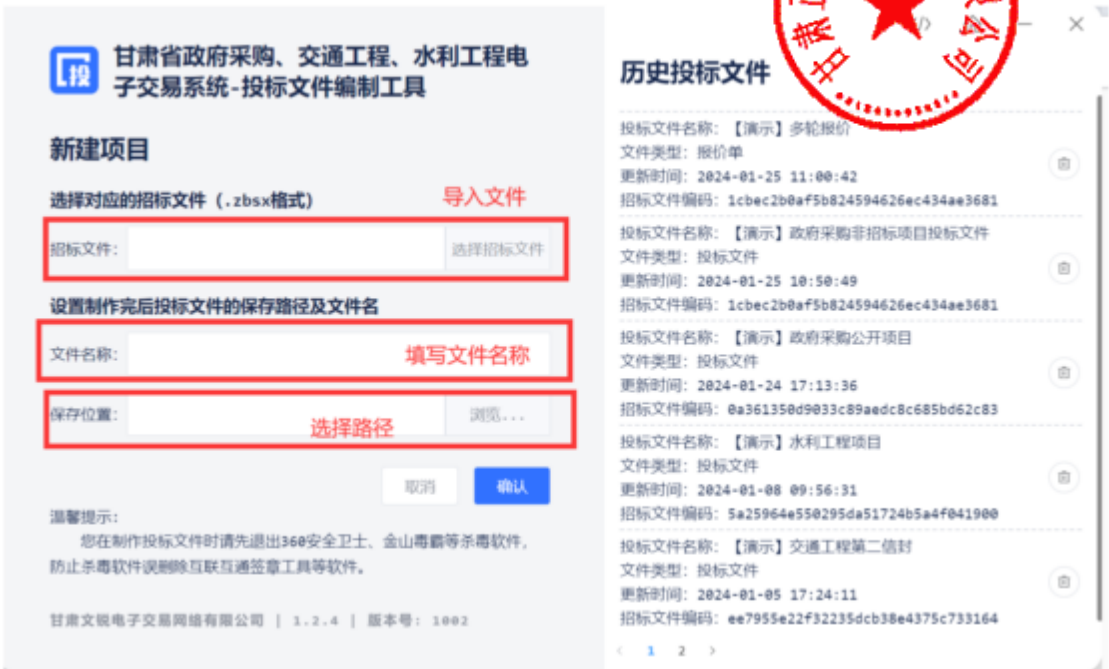 甘肃省政府采购、交通工程、水利工程电
子交易系统-投标文件编制工具
投
新建项目
选择对应的招标文件（.zbsx格式）
导入文件
招标文件：
选择招标文件
设置制作完后投标文件的保存路径及文件名
文件名称：
填写文件名称
保存位置：
选择路径
浏览...
取消
确认
温馨提示：
您在制作投标文件时请先退出360安全卫士、金山毒霸等杀毒软件，
防止杀毒软件误删除互联互通签章工具等软件。
甘肃文锐电子交易网络有限公司 | 1.2.4 | 版本号: 1002
历史投标文件
投标文件名称: 【演示】多轮报价
文件类型: 报价单
更新时间: 2024-01-25 11:00:42
招标文件编码: 1cbec2b0af5b824594626ec434ae3681
投标文件名称: 【演示】政府采购非招标项目投标文件
文件类型: 投标文件
更新时间: 2024-01-25 10:50:49
招标文件编码: 1cbec2b0af5b824594626ec434ae3681
投标文件名称: 【演示】政府采购公开项目
文件类型: 投标文件
更新时间: 2024-01-24 17:13:36
招标文件编码: 0a361350d9033c89aedc8c685bd62c83
投标文件名称: 【演示】水利工程项目
文件类型: 投标文件
更新时间: 2024-01-08 09:56:31
招标文件编码: 5a25964e550295da51724b5a4f041900
投标文件名称: 【演示】交通工程第二信封
文件类型: 投标文件
更新时间: 2024-01-05 17:24:11
招标文件编码: ee7955e22f32235dcb38e4375c733164
< 1 2 >
甘肃
公司